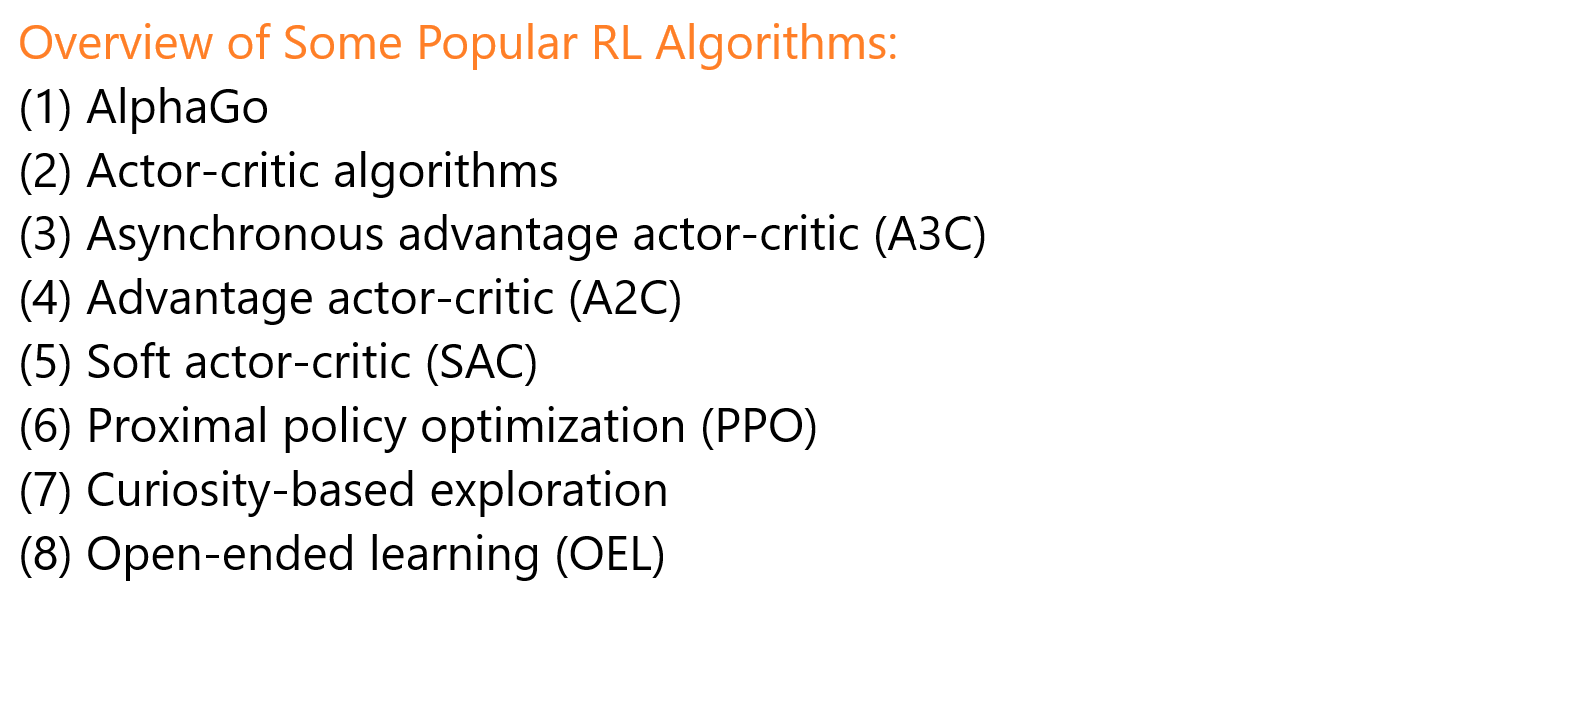 Overview of Some Popular RL Algorithms:
(1) AlphaGo
(2) Actor-critic algorithms
(3) Asynchronous advantage actor-critic (A3C)
(4) Advantage actor-critic (A2C)
(5) Soft actor-critic (SAC)
(6) Proximal policy optimization (PPO)
(7) Curiosity-based exploration
(8) Open-ended learning (OEL)